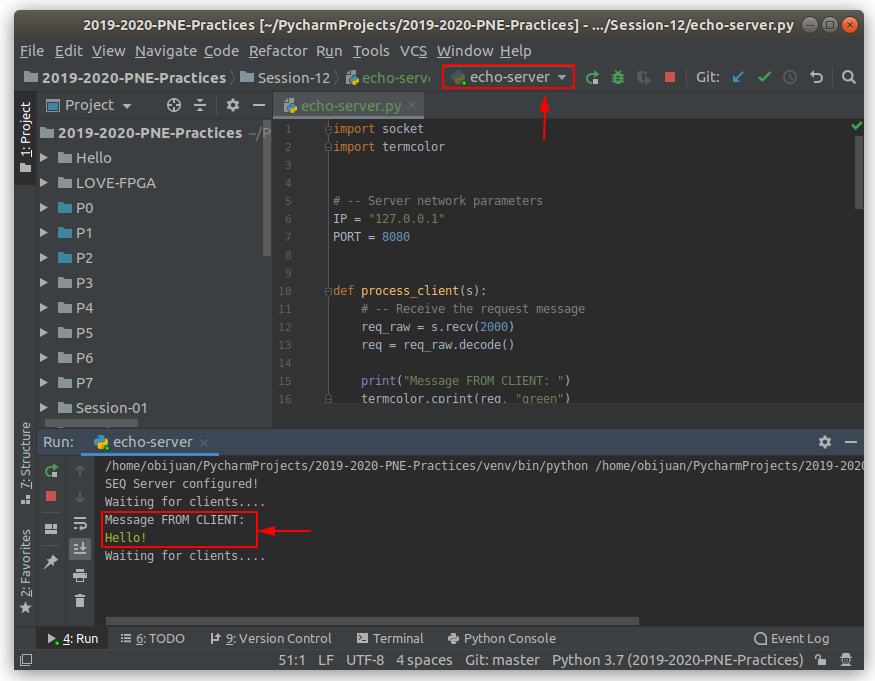 2019-2020-PNE-Practices [~/PycharmProjects/2019-2020-PNE-Practices] - .../Session-12/echo-server.py
File Edit View Navigate Code Refactor Run Tools VCS Window Help
2019-2020-PNE-Practices Session-12 echo-serv echo-server Git:
1: Project
Project
echo-server.py
2019-2020-PNE-Practices ~/P
Hello
LOVE-FPGA
P0
P1
P2
P3
P4
P5
P6
P7
Session-01
1 import socket
2 import termcolor
3
4
5 # -- Server network parameters
6 IP = "127.0.0.1"
7 PORT = 8080
8
9
10 def process_client(s):
11 # -- Receive the request message
12 req_raw = s.recv(2000)
13 req = req_raw.decode()
14
15 print("Message FROM CLIENT: ")
16 termcolor.cprint(req, "green")
7: Structure
2: Favorites
Run: echo-server
/home/obijuan/PycharmProjects/2019-2020-PNE-Practices/venv/bin/python /home/obijuan/PycharmProjects/2019-202
SEQ Server configured!
Waiting for clients....
Message FROM CLIENT:
Hello!
Waiting for clients....
4: Run 6: TODO 9: Version Control Terminal Python Console Event Log
51:1 LF UTF-8 4 spaces Git: master Python 3.7 (2019-2020-PNE-Practices)